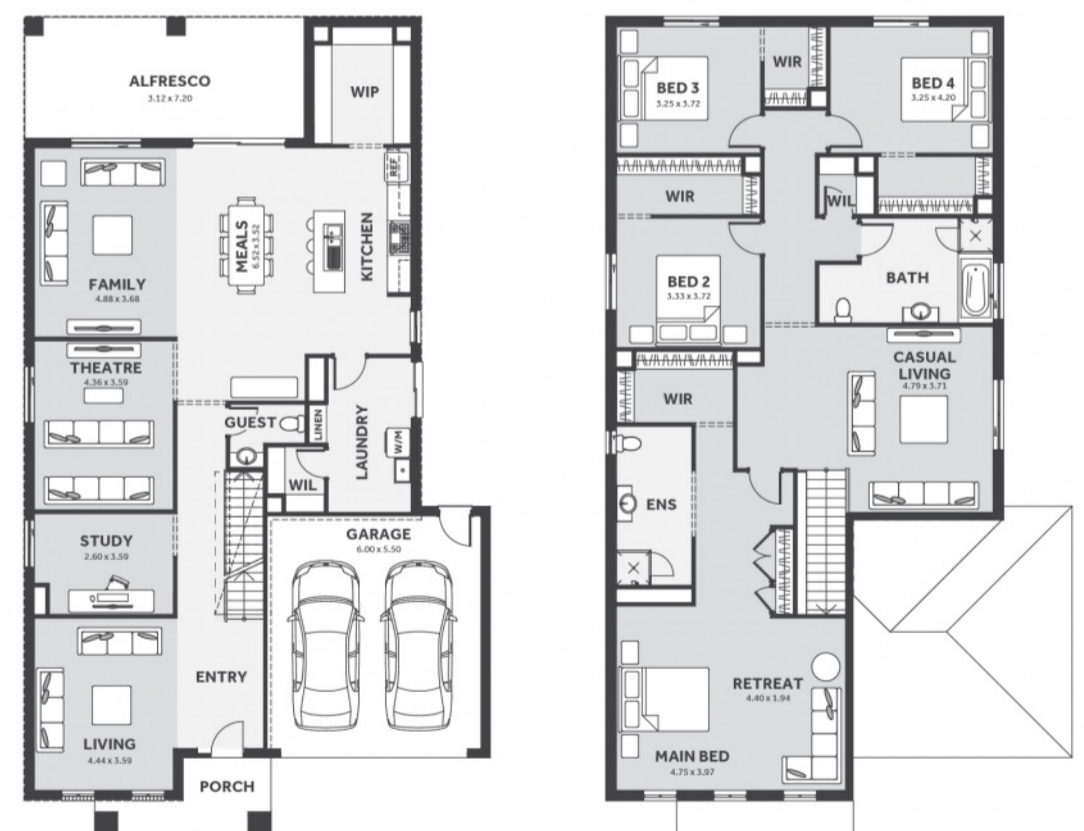 ALFRESCO
3.12 x 7.20
WIP
REF
MEALS
6.52 x 3.52
KITCHEN
FAMILY
4.88 x 3.68
THEATRE
4.36 x 3.59
GUEST
LINEN
LAUNDRY
W/M
WIL
STUDY
2.60 x 3.59
GARAGE
6.00 x 5.50
ENTRY
LIVING
4.44 x 3.59
PORCH
BED 3
3.25 x 3.72
WIR
BED 4
3.25 x 4.20
WIR
WIL
BED 2
3.33 x 3.72
BATH
CASUAL
LIVING
4.79 x 3.71
WIR
ENS
RETREAT
4.40 x 1.94
MAIN BED
4.75 x 3.97